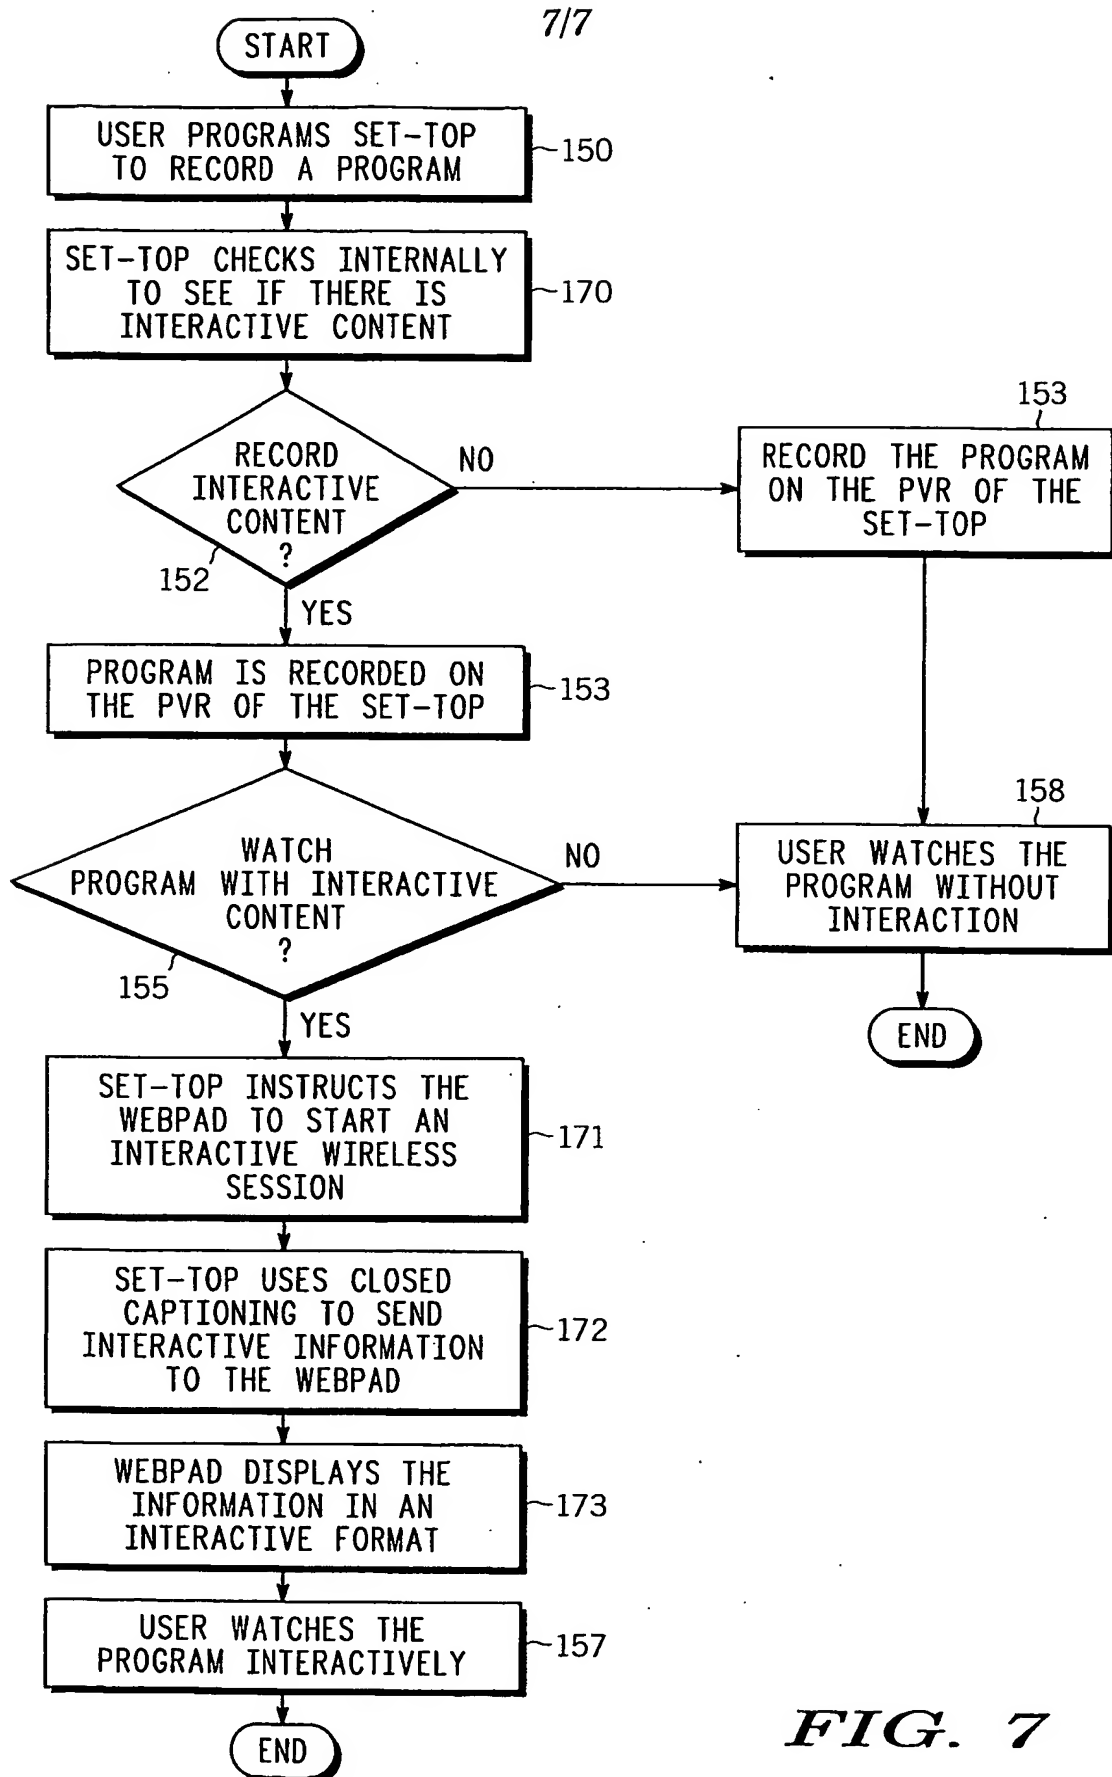 7/7
START
USER PROGRAMS SET-TOP
TO RECORD A PROGRAM
150
SET-TOP CHECKS INTERNALLY
TO SEE IF THERE IS
INTERACTIVE CONTENT
170
RECORD
INTERACTIVE
CONTENT
?
152
NO
YES
153
RECORD THE PROGRAM
ON THE PVR OF THE
SET-TOP
PROGRAM IS RECORDED ON
THE PVR OF THE SET-TOP
153
WATCH
PROGRAM WITH INTERACTIVE
CONTENT
?
155
NO
YES
158
USER WATCHES THE
PROGRAM WITHOUT
INTERACTION
END
SET-TOP INSTRUCTS THE
WEBPAD TO START AN
INTERACTIVE WIRELESS
SESSION
171
SET-TOP USES CLOSED
CAPTIONING TO SEND
INTERACTIVE INFORMATION
TO THE WEBPAD
172
WEBPAD DISPLAYS THE
INFORMATION IN AN
INTERACTIVE FORMAT
173
USER WATCHES THE
PROGRAM INTERACTIVELY
157
END
FIG. 7